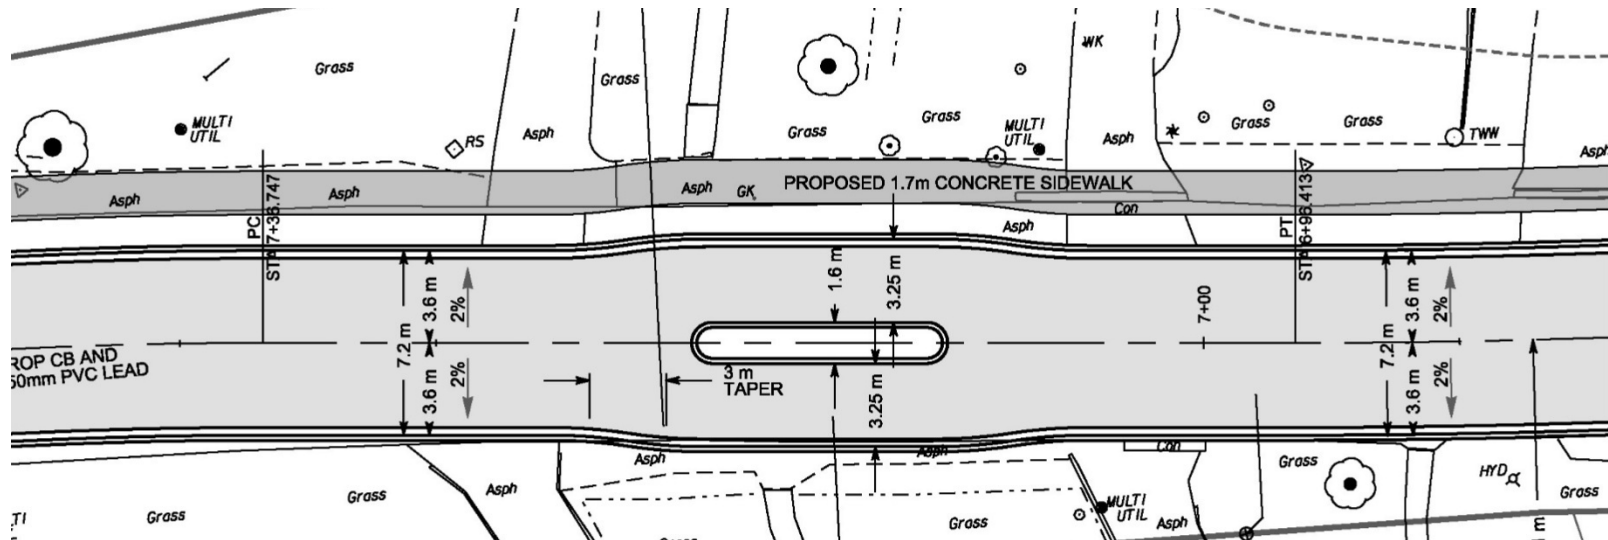 WK
Grass
Grass
MULTI
UTIL
RS
Asph
Grass
Grass
MULTI
UTIL
Asph
Grass
Grass
TWW
Asph
Asph
Asph
Asph
GK
PROPOSED 1.7m CONCRETE SIDEWALK
Con
Asph
PC
7+36.747
PT
6+96.413
7.2 m
3.6 m
2%
1.6 m
3.25 m
7+00
7.2 m
3.6 m
2%
ROP CB AND
50mm PVC LEAD
3.6 m
2%
3 m
TAPER
3.25 m
3.6 m
2%
Asph
Asph
Con
Grass
HYD
Grass
Asph
Grass
Grass
Grass
MULTI
UTIL
Asph
TI
m